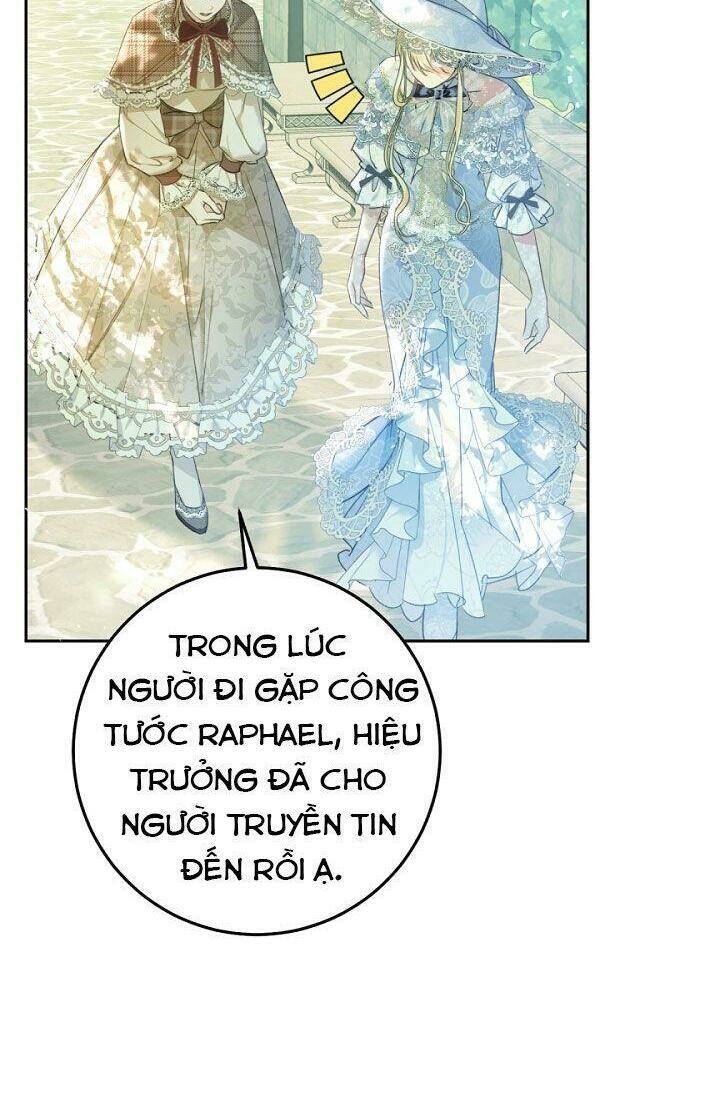 TRONG LÚC
NGƯỜI ĐI GẶP CÔNG
TƯỚC RAPHAEL, HIỆU
TRƯỞNG ĐÃ CHO
NGƯỜI TRUYỀN TIN
ĐẾN RỒI Ạ.